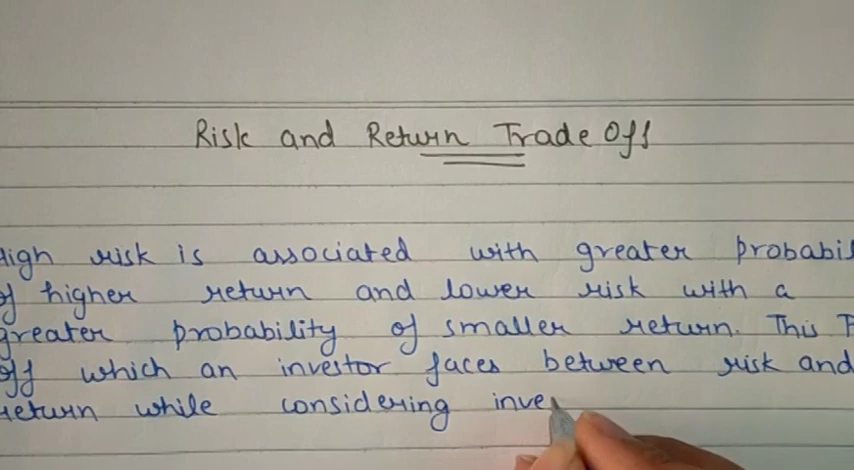 Risk and Return Trade Off
High risk is associated with greater probabil
of higher return and lower risk with a
greater probability of smaller return. This T
off which an investor faces between risk and
return while considering inve